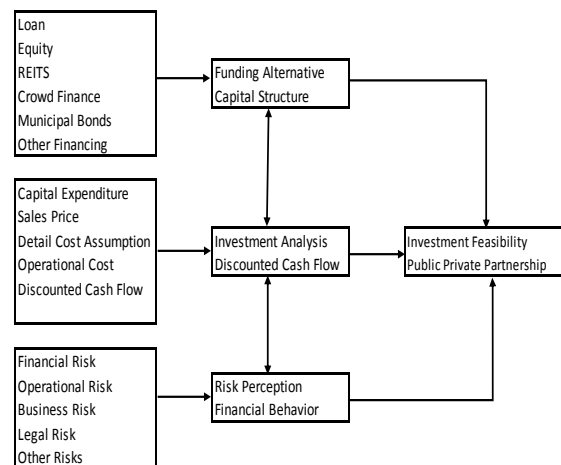 Loan
Equity
REITS
Crowd Finance
Municipal Bonds
Other Financing
Funding Alternative
Capital Structure
Capital Expenditure
Sales Price
Detail Cost Assumption
Operational Cost
Discounted Cash Flow
Investment Analysis
Discounted Cash Flow
Investment Feasibility
Public Private Partnership
Financial Risk
Operational Risk
Business Risk
Legal Risk
Other Risks
Risk Perception
Financial Behavior